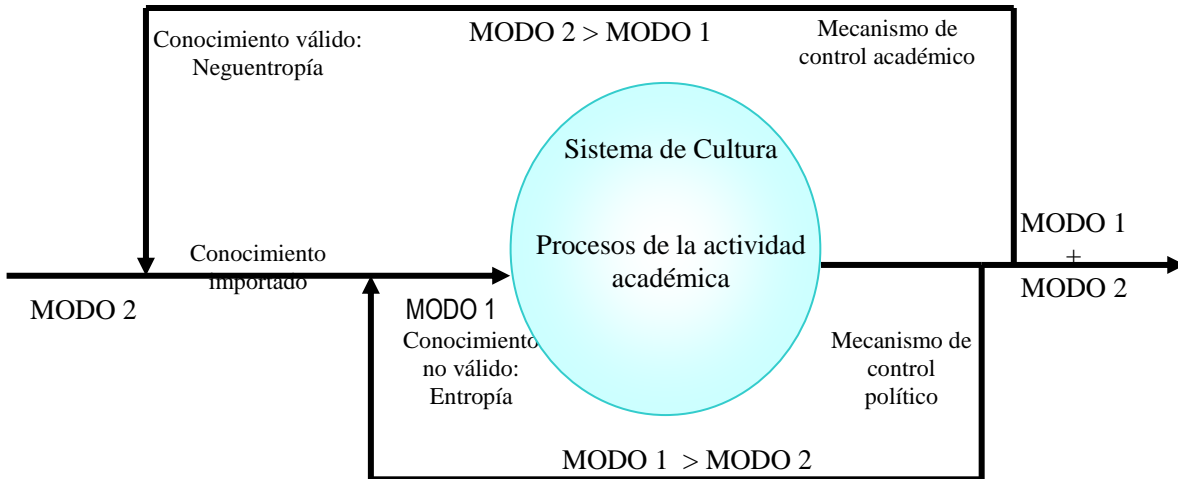 Conocimiento válido:
Neguentropía
MODO 2 > MODO 1
Mecanismo de
control académico
Sistema de Cultura
Procesos de la actividad
académica
Conocimiento
importado
MODO 2
MODO 1
Conocimiento
no válido:
Entropía
MODO 1
+
MODO 2
Mecanismo de
control
político
MODO 1 > MODO 2